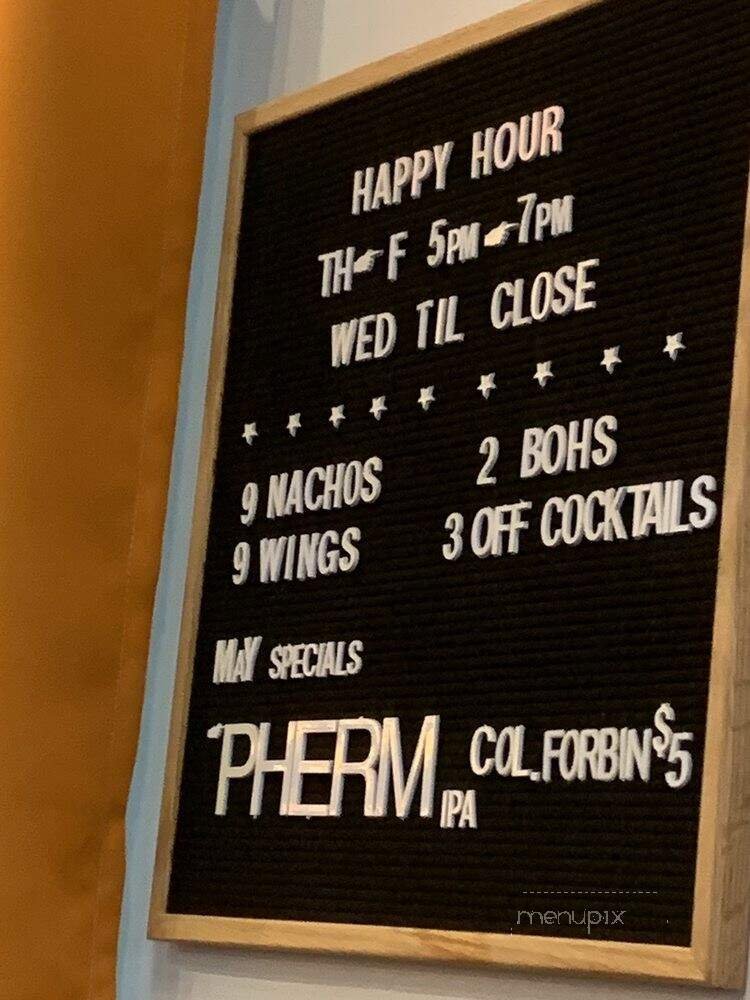 HAPPY HOUR
TH☛F 5PM☛7PM
WED TIL CLOSE
★ ★ ★ ★ ★ ★ ★ ★ ★
9 NACHOS
9 WINGS
2 BOHS
3 OFF COCKTAILS
MAY SPECIALS
PHERM IPA
COL.FORBIN $5
menupix